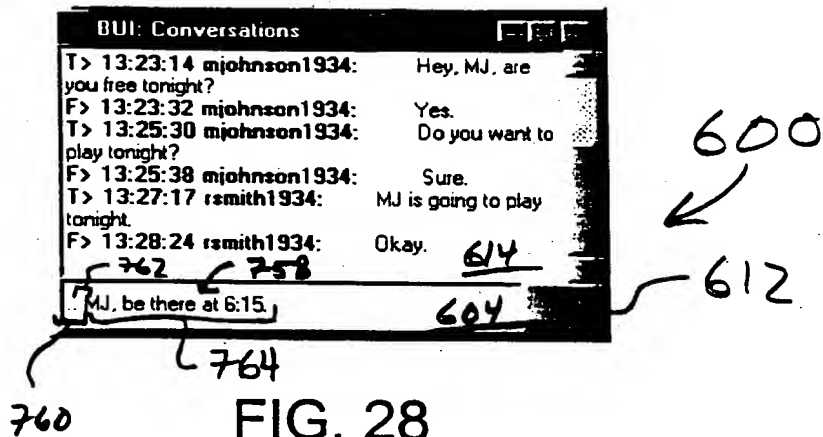 BUI: Conversations
T> 13:23:14 mjohnson1934: Hey, MJ, are
you free tonight?
F> 13:23:32 mjohnson1934: Yes.
T> 13:25:30 mjohnson1934: Do you want to
play tonight?
F> 13:25:38 mjohnson1934: Sure.
T> 13:27:17 rsmith1934: MJ is going to play
tonight.
F> 13:28:24 rsmith1934: Okay.
614
600
762 758
612
MJ, be there at 6:15.
604
764
760
FIG. 28